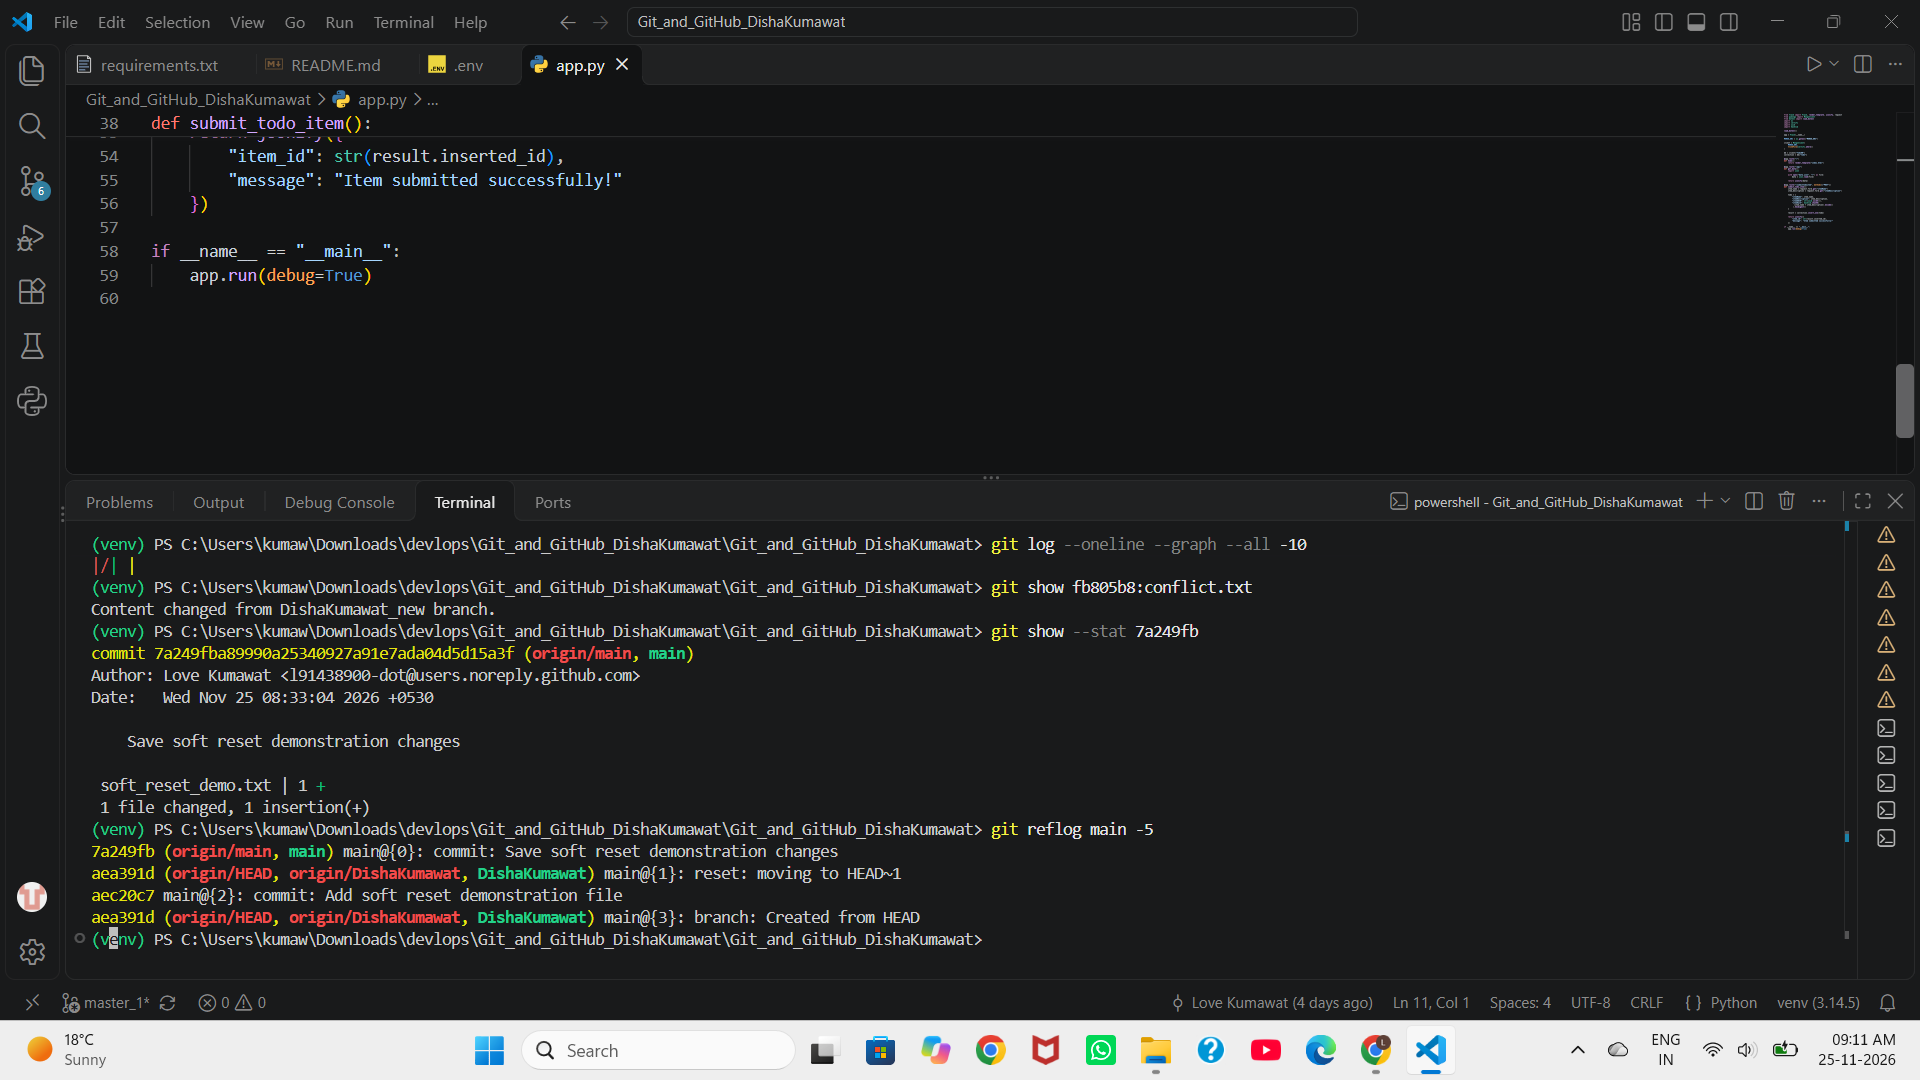 File Edit Selection View Go Run Terminal Help
Git_and_GitHub_DishaKumawat
requirements.txt
README.md
.env
app.py
Git_and_GitHub_DishaKumawat > app.py > ...
38 def submit_todo_item():
54 "item_id": str(result.inserted_id),
55 "message": "Item submitted successfully!"
56 })
57
58 if __name__ == "__main__":
59 app.run(debug=True)
60
6
Problems Output Debug Console Terminal Ports
powershell - Git_and_GitHub_DishaKumawat
(venv) PS C:\Users\kumaw\Downloads\devlops\Git_and_GitHub_DishaKumawat\Git_and_GitHub_DishaKumawat> git log --oneline --graph --all -10
|/| |
(venv) PS C:\Users\kumaw\Downloads\devlops\Git_and_GitHub_DishaKumawat\Git_and_GitHub_DishaKumawat> git show fb805b8:conflict.txt
Content changed from DishaKumawat_new branch.
(venv) PS C:\Users\kumaw\Downloads\devlops\Git_and_GitHub_DishaKumawat\Git_and_GitHub_DishaKumawat> git show --stat 7a249fb
commit 7a249fba89990a25340927a91e7ada04d5d15a3f (origin/main, main)
Author: Love Kumawat <l91438900-dot@users.noreply.github.com>
Date: Wed Nov 25 08:33:04 2026 +0530
Save soft reset demonstration changes
soft_reset_demo.txt | 1 +
1 file changed, 1 insertion(+)
(venv) PS C:\Users\kumaw\Downloads\devlops\Git_and_GitHub_DishaKumawat\Git_and_GitHub_DishaKumawat> git reflog main -5
7a249fb (origin/main, main) main@{0}: commit: Save soft reset demonstration changes
aea391d (origin/HEAD, origin/DishaKumawat, DishaKumawat) main@{1}: reset: moving to HEAD~1
aec20c7 main@{2}: commit: Add soft reset demonstration file
aea391d (origin/HEAD, origin/DishaKumawat, DishaKumawat) main@{3}: branch: Created from HEAD
(venv) PS C:\Users\kumaw\Downloads\devlops\Git_and_GitHub_DishaKumawat\Git_and_GitHub_DishaKumawat>
master_1* 0 0
Love Kumawat (4 days ago) Ln 11, Col 1 Spaces: 4 UTF-8 CRLF { } Python venv (3.14.5)
18°C
Sunny
Search
ENG
IN
09:11 AM
25-11-2026